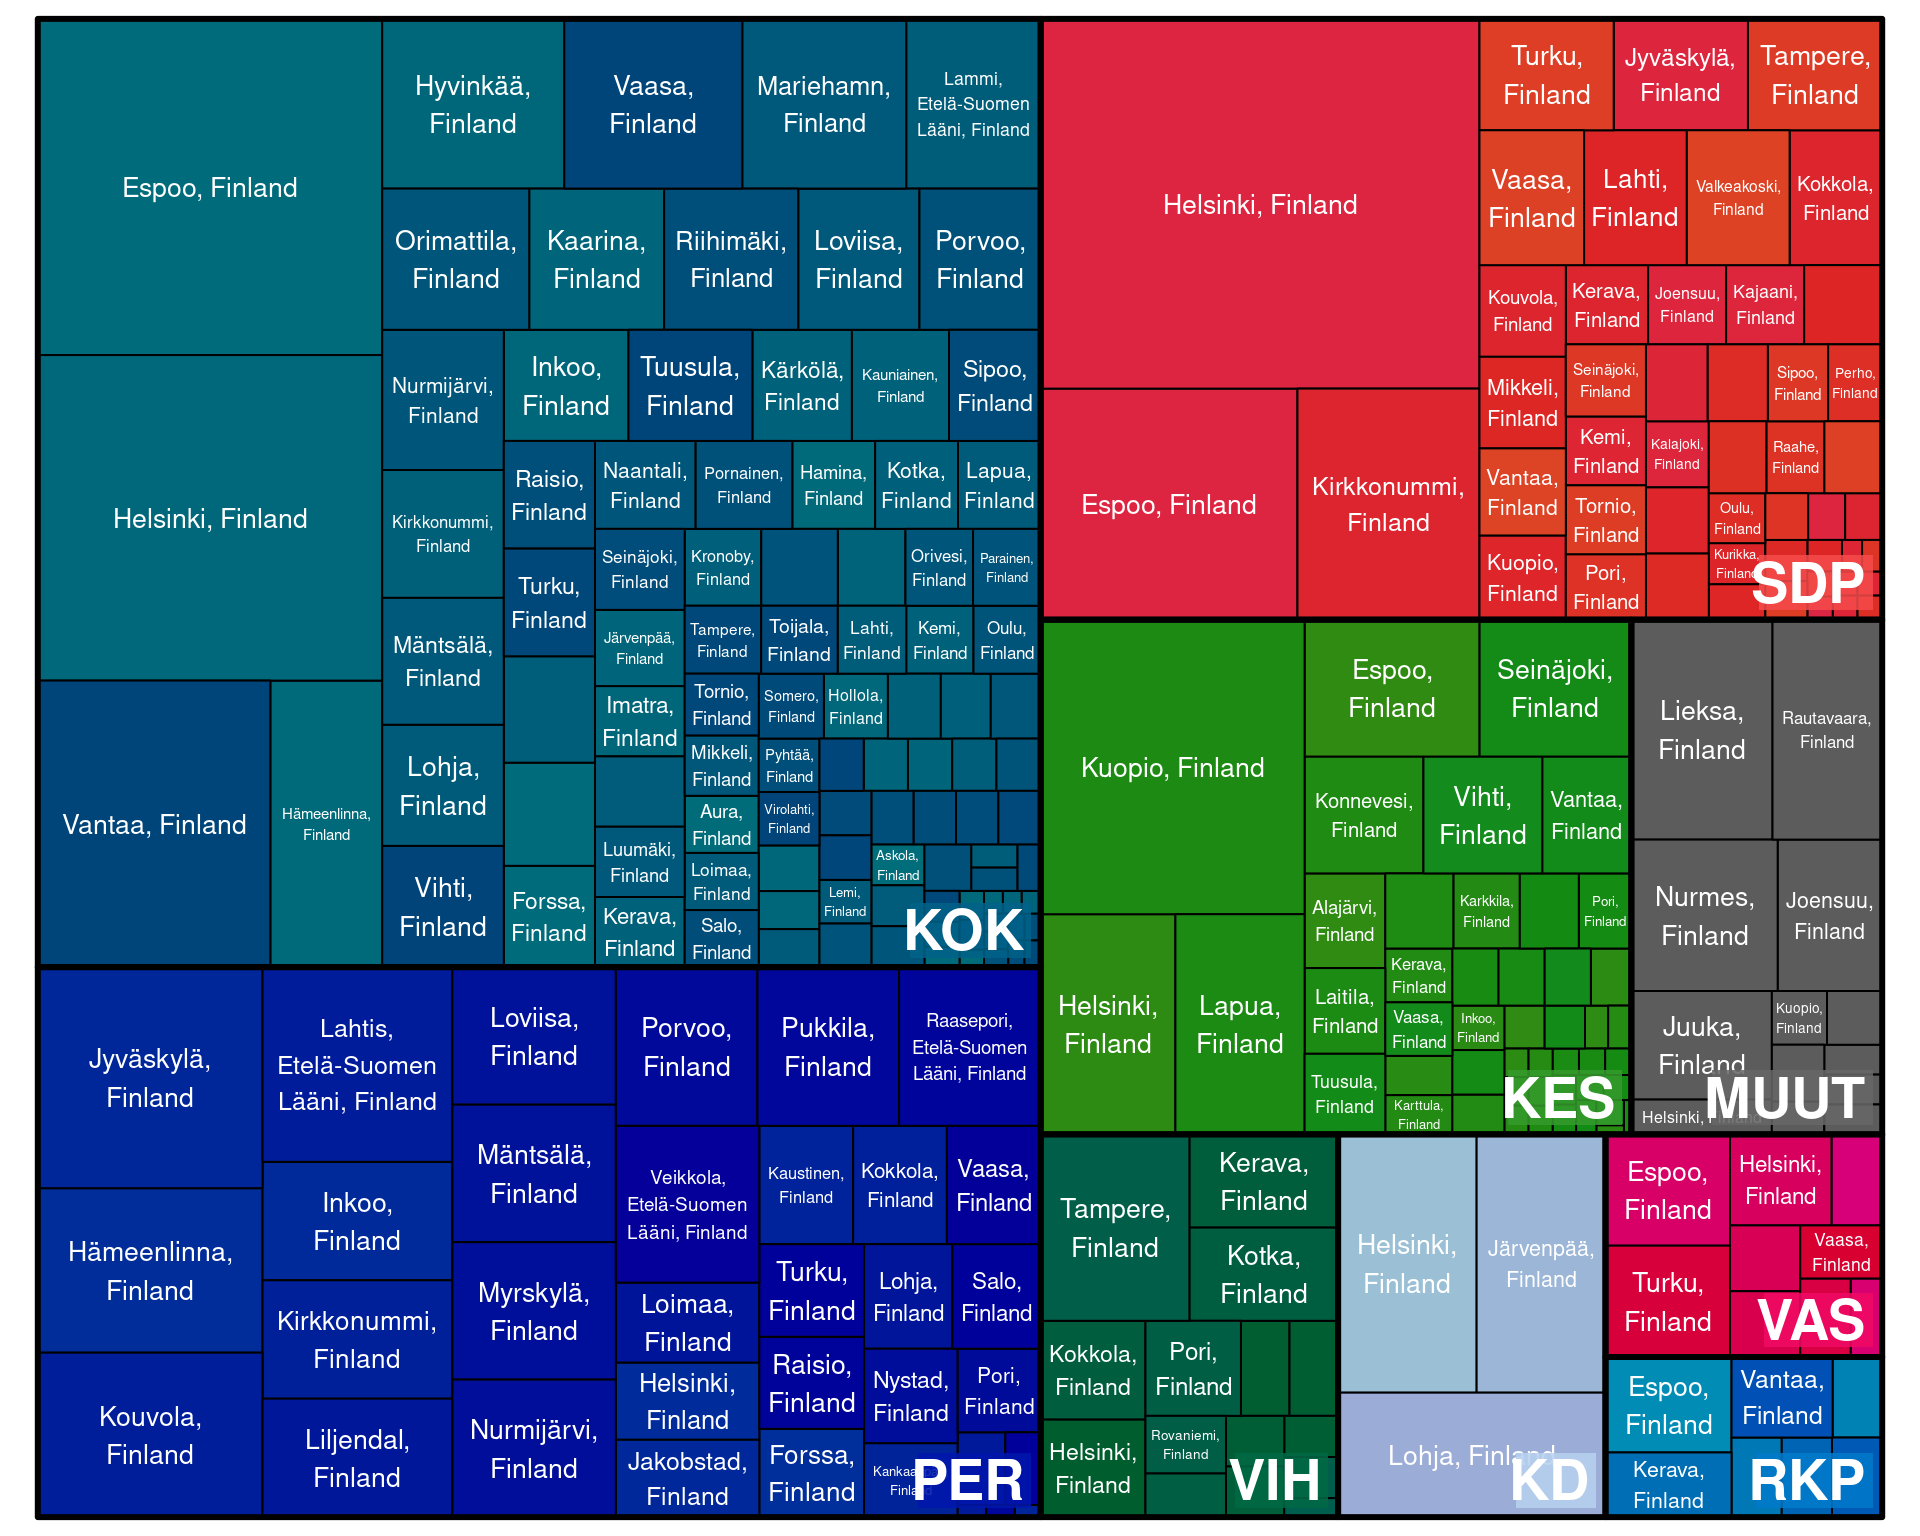 Espoo, Finland
Helsinki, Finland
Vantaa, Finland
Hämeenlinna,
Finland
Hyvinkää,
Finland
Vaasa,
Finland
Mariehamn,
Finland
Lammi,
Etelä-Suomen
Lääni, Finland
Orimattila,
Finland
Kaarina,
Finland
Riihimäki,
Finland
Loviisa,
Finland
Porvoo,
Finland
Nurmijärvi,
Finland
Kirkkonummi,
Finland
Mäntsälä,
Finland
Lohja,
Finland
Vihti,
Finland
Inkoo,
Finland
Tuusula,
Finland
Kärkölä,
Finland
Kauniainen,
Finland
Sipoo,
Finland
Raisio,
Finland
Turku,
Finland
Forssa,
Finland
Naantali,
Finland
Pornainen,
Finland
Hamina,
Finland
Kotka,
Finland
Lapua,
Finland
Seinäjoki,
Finland
Järvenpää,
Finland
Imatra,
Finland
Luumäki,
Finland
Kerava,
Finland
Kronoby,
Finland
Orivesi,
Finland
Parainen,
Finland
Tampere,
Finland
Toijala,
Finland
Lahti,
Finland
Kemi,
Finland
Oulu,
Finland
Tornio,
Finland
Mikkeli,
Finland
Aura,
Finland
Loimaa,
Finland
Salo,
Finland
Somero,
Finland
Hollola,
Finland
Pyhtää,
Finland
Virolahti,
Finland
Askola,
Finland
Lemi,
Finland
KOK
Helsinki, Finland
Espoo, Finland
Kirkkonummi,
Finland
Turku,
Finland
Jyväskylä,
Finland
Tampere,
Finland
Vaasa,
Finland
Lahti,
Finland
Valkeakoski,
Finland
Kokkola,
Finland
Kouvola,
Finland
Mikkeli,
Finland
Vantaa,
Finland
Kuopio,
Finland
Kerava,
Finland
Joensuu,
Finland
Kajaani,
Finland
Seinäjoki,
Finland
Kemi,
Finland
Tornio,
Finland
Pori,
Finland
Sipoo,
Finland
Perho,
Finland
Kalajoki,
Finland
Raahe,
Finland
Oulu,
Finland
Kurikka,
Finland
SDP
Kuopio, Finland
Helsinki,
Finland
Lapua,
Finland
Espoo,
Finland
Seinäjoki,
Finland
Konnevesi,
Finland
Vihti,
Finland
Vantaa,
Finland
Alajärvi,
Finland
Laitila,
Finland
Tuusula,
Finland
Karkkila,
Finland
Pori,
Finland
Kerava,
Finland
Vaasa,
Finland
Inkoo,
Finland
Karttula,
Finland
KES
Lieksa,
Finland
Rautavaara,
Finland
Nurmes,
Finland
Joensuu,
Finland
Juuka,
Finland
Kuopio,
Finland
Helsinki, Finland
MUUT
Jyväskylä,
Finland
Hämeenlinna,
Finland
Kouvola,
Finland
Lahtis,
Etelä-Suomen
Lääni, Finland
Inkoo,
Finland
Kirkkonummi,
Finland
Liljendal,
Finland
Loviisa,
Finland
Mäntsälä,
Finland
Myrskylä,
Finland
Nurmijärvi,
Finland
Porvoo,
Finland
Pukkila,
Finland
Raasepori,
Etelä-Suomen
Lääni, Finland
Veikkola,
Etelä-Suomen
Lääni, Finland
Loimaa,
Finland
Helsinki,
Finland
Jakobstad,
Finland
Kaustinen,
Finland
Kokkola,
Finland
Vaasa,
Finland
Turku,
Finland
Raisio,
Finland
Forssa,
Finland
Lohja,
Finland
Salo,
Finland
Nystad,
Finland
Pori,
Finland
Finland
PER
Tampere,
Finland
Kerava,
Finland
Kotka,
Finland
Kokkola,
Finland
Helsinki,
Finland
Pori,
Finland
Rovaniemi,
Finland
VIH
Helsinki,
Finland
Järvenpää,
Finland
Lohja, Finland
KD
Espoo,
Finland
Turku,
Finland
Helsinki,
Finland
Vaasa,
Finland
VAS
Espoo,
Finland
Kerava,
Finland
Vantaa,
Finland
RKP